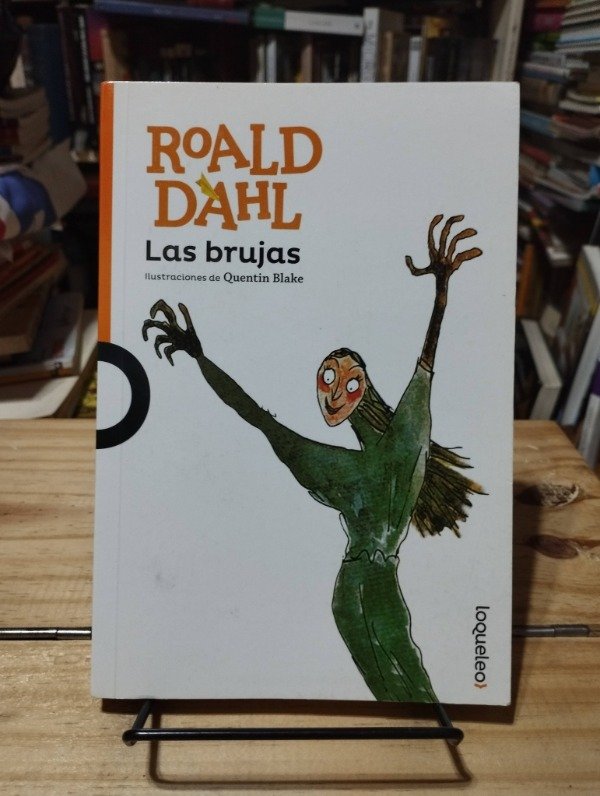 ROALD
DAHL
Las brujas
Ilustraciones de Quentin Blake
loqueleo